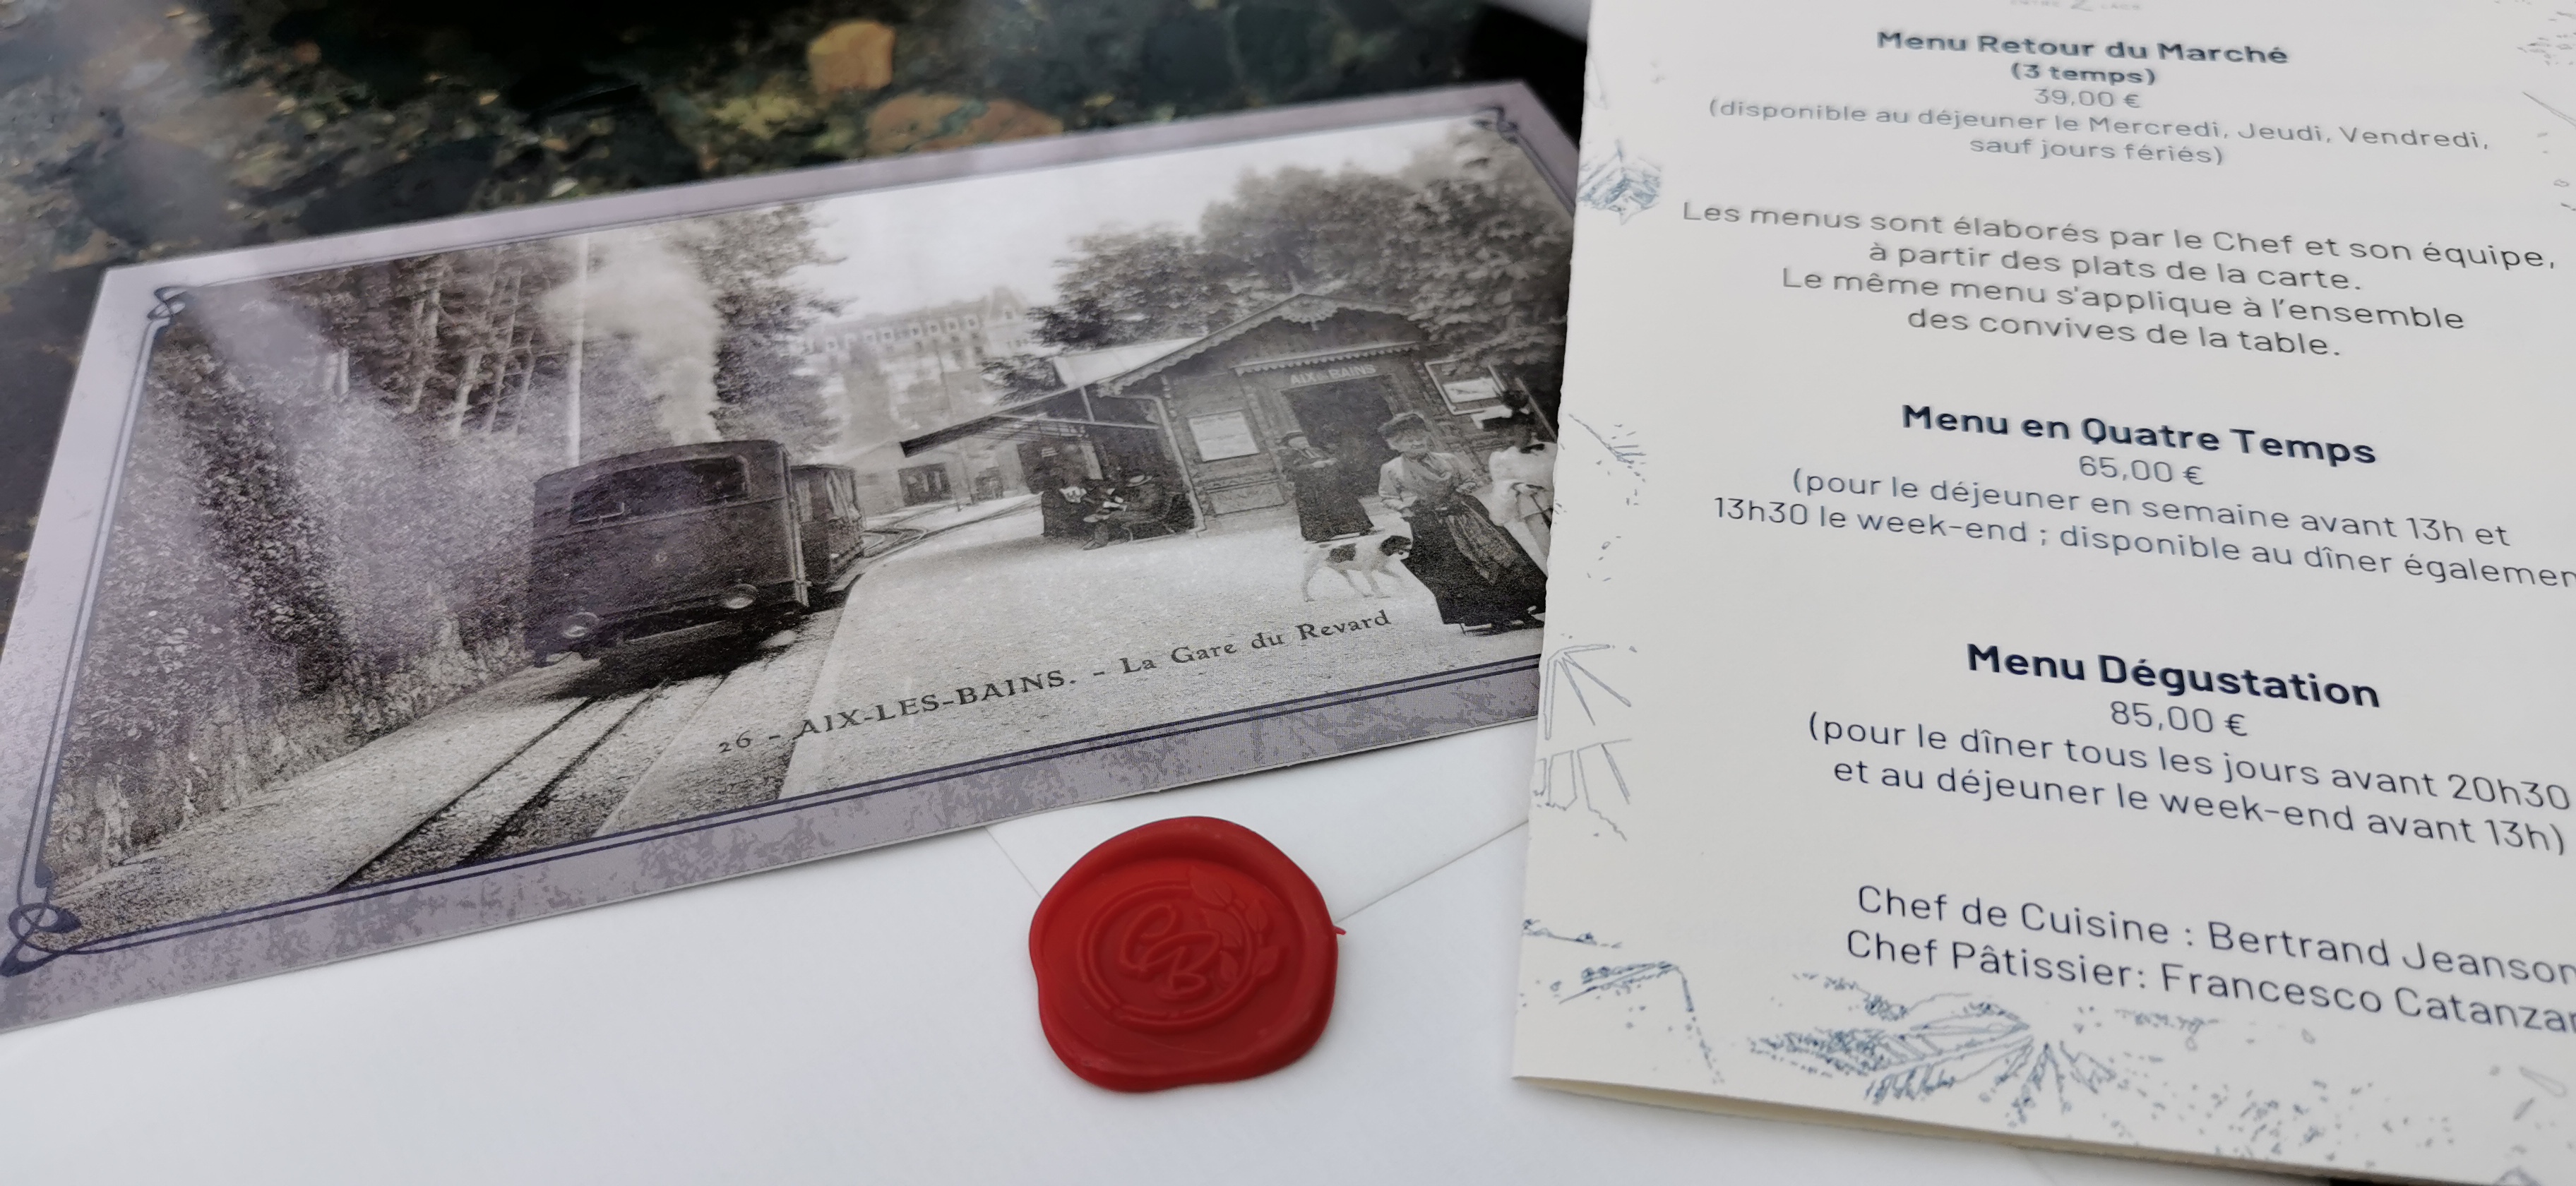 AIX-LES-BAINS
26 - AIX-LES-BAINS. - La Gare du Revard
CB
Menu Retour du Marché
(3 temps)
39,00 €
(disponible au déjeuner le Mercredi, Jeudi, Vendredi,
sauf jours fériés)
Les menus sont élaborés par le Chef et son équipe,
à partir des plats de la carte.
Le même menu s'applique à l'ensemble
des convives de la table.
Menu en Quatre Temps
65,00 €
(pour le déjeuner en semaine avant 13h et
13h30 le week-end ; disponible au dîner égalemen
Menu Dégustation
85,00 €
(pour le dîner tous les jours avant 20h30
et au déjeuner le week-end avant 13h)
Chef de Cuisine : Bertrand Jeanson
Chef Pâtissier: Francesco Catanzar